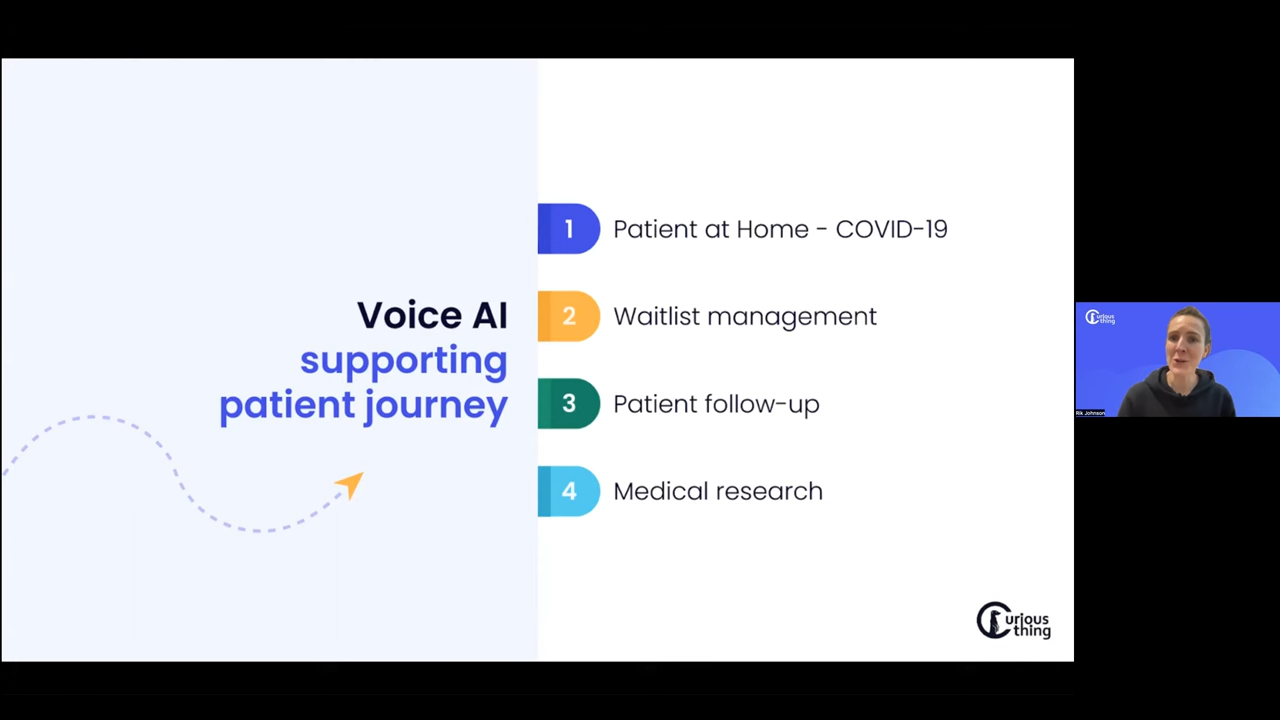 Voice AI
supporting
patient journey
1 Patient at Home - COVID-19
2 Waitlist management
3 Patient follow-up
4 Medical research
Curious
thing
Curious
thing
Rik Johnson